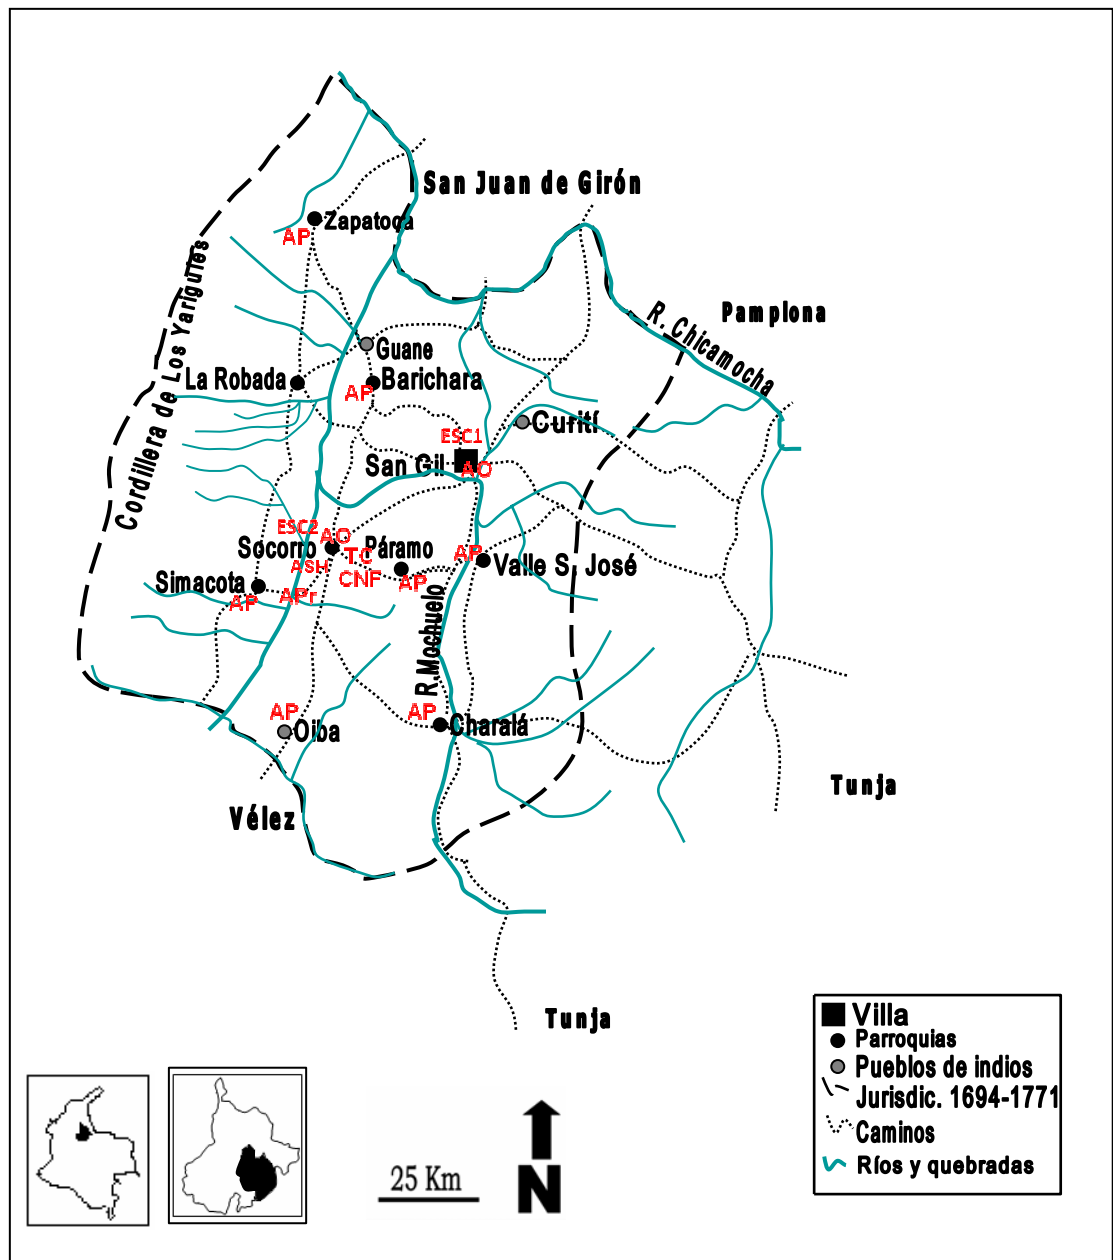 San Juan de Girón
Zapatoca
AP
Cordillera de Los Yariguíes
R. Chicamocha
Pamplona
Guane
La Robada
Barichara
AP
Curití
ESC1
San Gil
AO
ESC2
AO
Socorro
TC
Páramo
ASH
CNF
AP
AP
Valle S. José
Simacota
AP
APr
R.Mochuelo
AP
Oiba
AP
Charalá
Tunja
Vélez
Tunja
Villa
Parroquias
Pueblos de indios
Jurisdic. 1694-1771
Caminos
Ríos y quebradas
25 Km
N